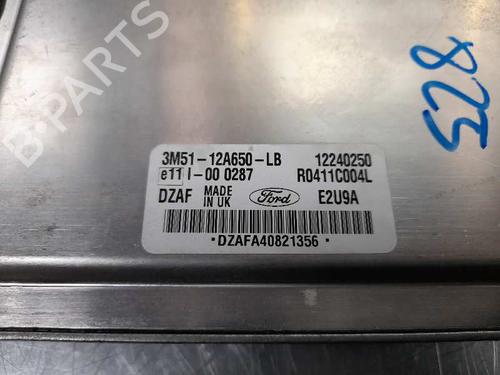 528
3M51-12A650-LB 12240250
e11 I-00 0287 R0411C004L
DZAF MADE IN UK Ford E2U9A
*DZAFA40821356*
B-PARTS